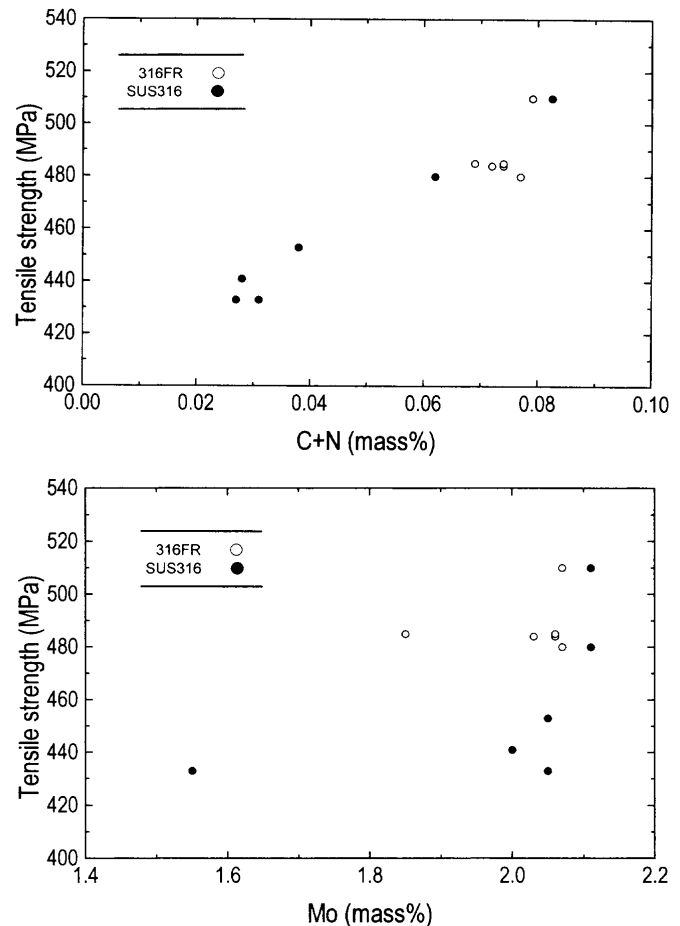 540
520
500
480
460
440
420
400
Tensile strength (MPa)
316FR
SUS316
0.00 0.02 0.04 0.06 0.08 0.10
C+N (mass%)
540
520
500
480
460
440
420
400
Tensile strength (MPa)
316FR
SUS316
1.4 1.6 1.8 2.0 2.2
Mo (mass%)